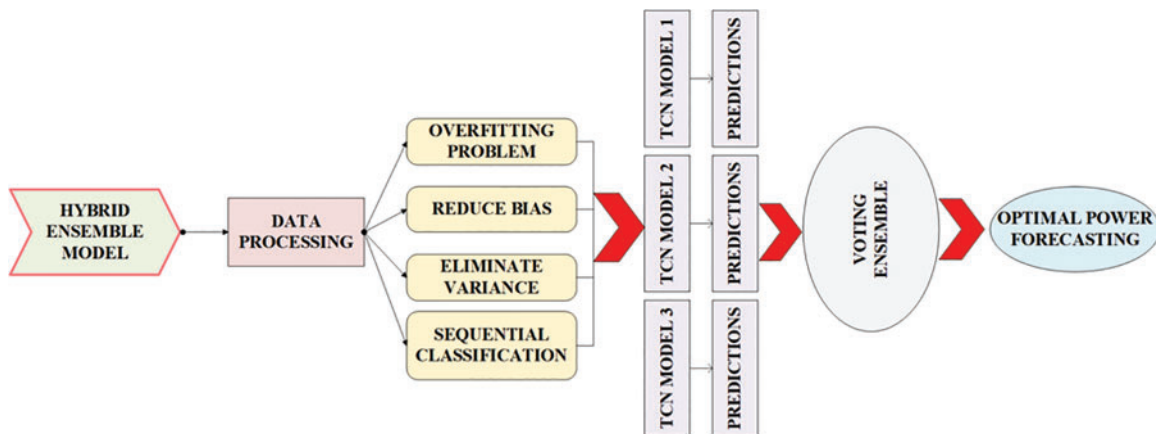 HYBRID
ENSEMBLE
MODEL
DATA
PROCESSING
OVERFITTING
PROBLEM
REDUCE BIAS
ELIMINATE
VARIANCE
SEQUENTIAL
CLASSIFICATION
TCN MODEL 1
PREDICTIONS
TCN MODEL 2
PREDICTIONS
TCN MODEL 3
PREDICTIONS
VOTING
ENSEMBLE
OPTIMAL POWER
FORECASTING